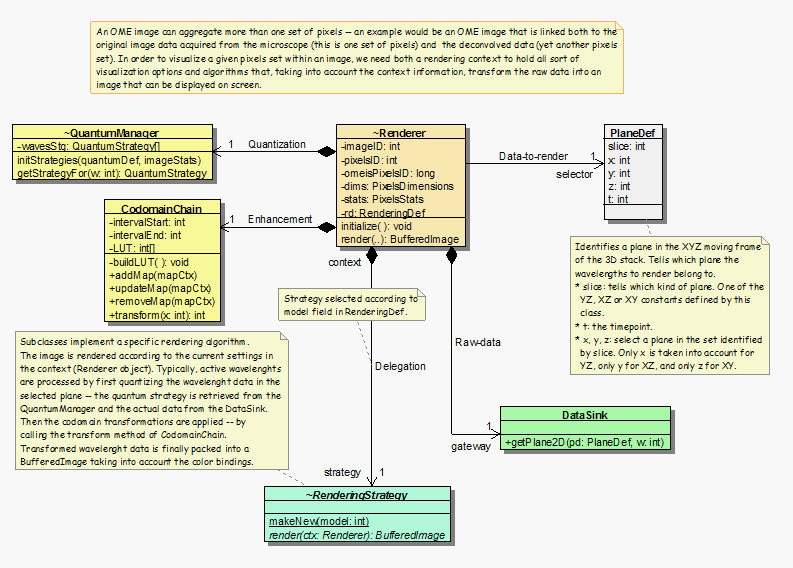 An OME image can aggregate more than one set of pixels -- an example would be an OME image that is linked both to the
original image data acquired from the microscope (this is one set of pixels) and the deconvolved data (yet another pixels
set). In order to visualize a given pixels set within an image, we need both a rendering context to hold all sort of
visualization options and algorithms that, taking into account the context information, transform the raw data into an
image that can be displayed on screen.
~QuantumManager
-wavesStg: QuantumStrategy[]
initStrategies(quantumDef, imageStats)
getStrategyFor(w: int): QuantumStrategy
1
Quantization
~Renderer
-imageID: int
-pixelsID: int
-omeisPixelsID: long
-dims: PixelsDimensions
-stats: PixelsStats
-rd: RenderingDef
initialize( ): void
render(..): BufferedImage
Data-to-render
1
selector
PlaneDef
slice: int
x: int
y: int
z: int
t: int
CodomainChain
-intervalStart: int
-intervalEnd: int
-LUT: int[]
-buildLUT( ): void
+addMap(mapCtx)
+updateMap(mapCtx)
+removeMap(mapCtx)
+transform(x: int): int
1
Enhancement
context
Identifies a plane in the XYZ moving frame
of the 3D stack. Tells which plane the
wavelengths to render belong to.
* slice: tells which kind of plane. One of the
YZ, XZ or XY constants defined by this
class.
* t: the timepoint.
* x, y, z: select a plane in the set identified
by slice. Only x is taken into account for
YZ, only y for XZ, and only z for XY.
Strategy selected according to
model field in RenderingDef.
Subclasses implement a specific rendering algorithm.
The image is rendered according to the current settings in
the context (Renderer object). Typically, active wavelenghts
are processed by first quantizing the wavelenght data in the
selected plane -- the quantum strategy is retrieved from the
QuantumManager and the actual data from the DataSink.
Then the codomain transformations are applied -- by
calling the transform method of CodomainChain.
Transformed wavelenght data is finally packed into a
BufferedImage taking into account the color bindings.
Delegation
Raw-data
1
gateway
DataSink
+getPlane2D(pd: PlaneDef, w: int)
strategy
1
~RenderingStrategy
makeNew(model: int)
render(ctx: Renderer): BufferedImage